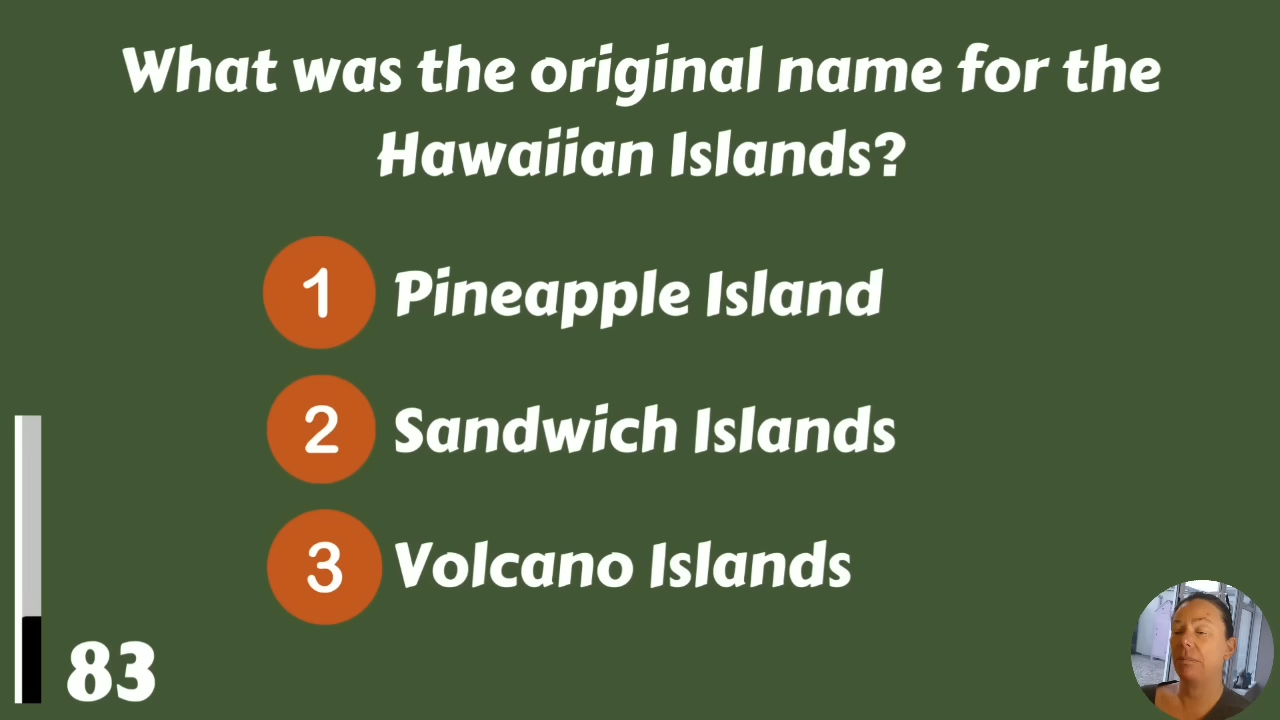 What was the original name for the
Hawaiian Islands?
1 Pineapple Island
2 Sandwich Islands
3 Volcano Islands
83